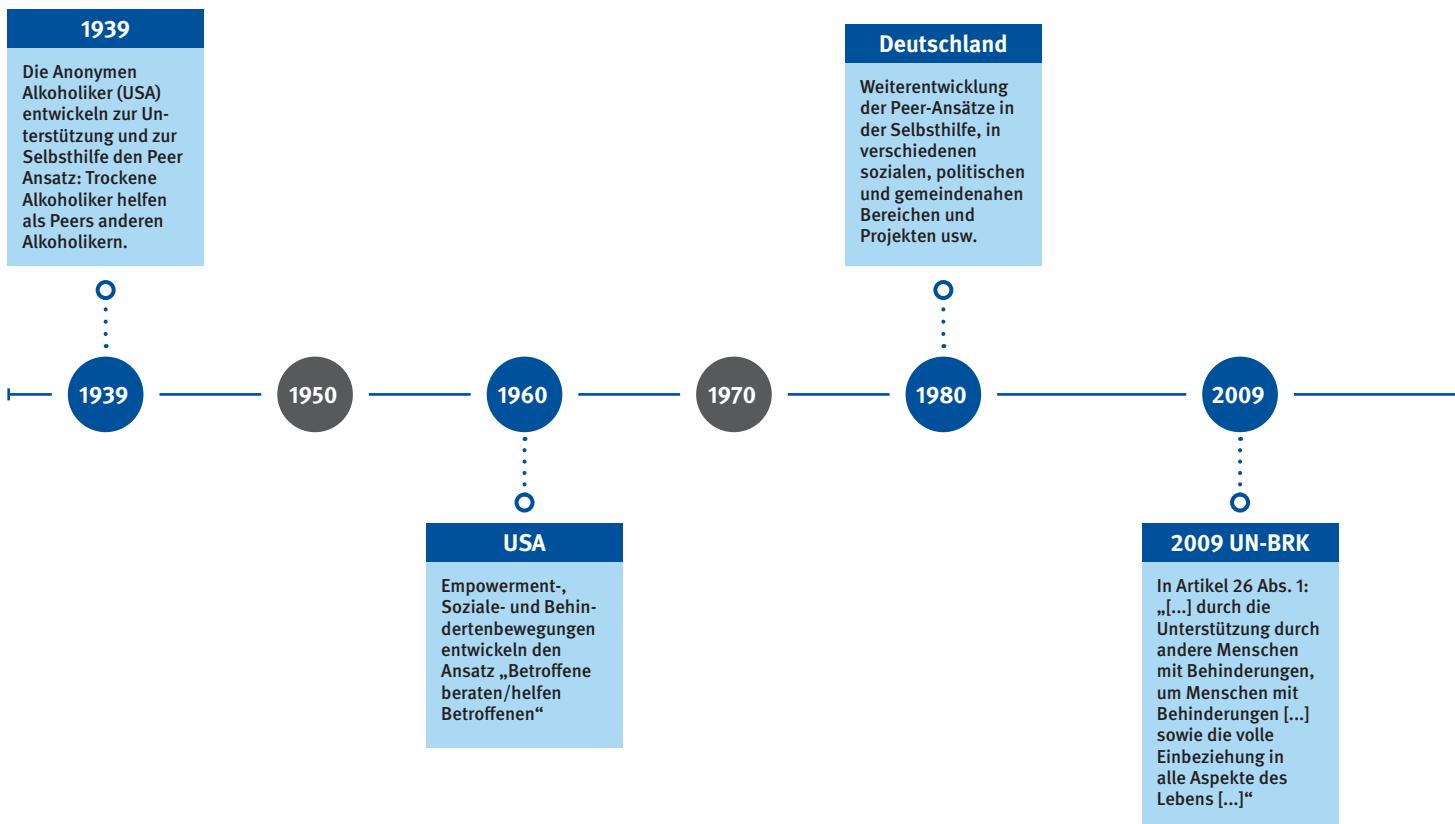 1939
Die Anonymen
Alkoholiker (USA)
entwickeln zur Un-
terstützung und zur
Selbsthilfe den Peer
Ansatz: Trockene
Alkoholiker helfen
als Peers anderen
Alkoholikern.
Deutschland
Weiterentwicklung
der Peer-Ansätze in
der Selbsthilfe, in
verschiedenen
sozialen, politischen
und gemeindenahen
Bereichen und
Projekten usw.
1939
1950
1960
1970
1980
2009
USA
Empowerment-,
Soziale- und Behin-
dertenbewegungen
entwickeln den
Ansatz „Betroffene
beraten/helfen
Betroffenen“
2009 UN-BRK
In Artikel 26 Abs. 1:
„[...] durch die
Unterstützung durch
andere Menschen
mit Behinderungen,
um Menschen mit
Behinderungen [...]
sowie die volle
Einbeziehung in
alle Aspekte des
Lebens [...]“